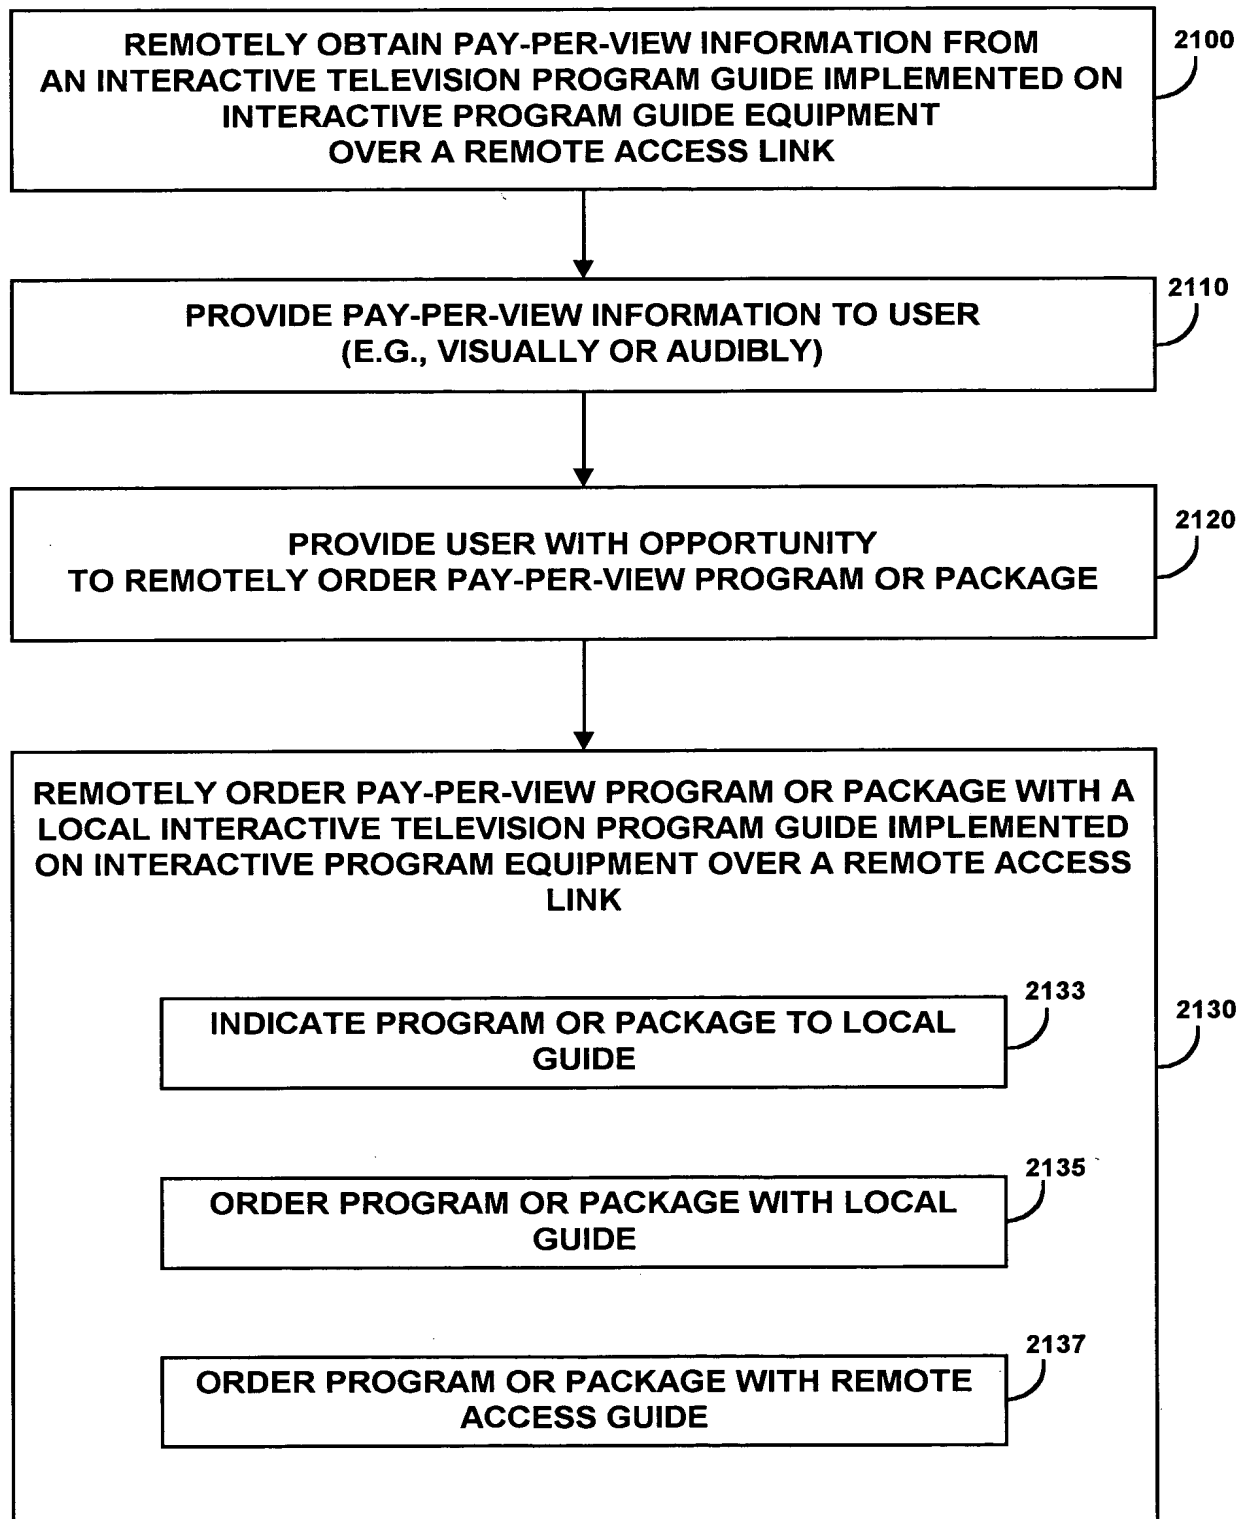 REMOTELY OBTAIN PAY-PER-VIEW INFORMATION FROM
AN INTERACTIVE TELEVISION PROGRAM GUIDE IMPLEMENTED ON
INTERACTIVE PROGRAM GUIDE EQUIPMENT
OVER A REMOTE ACCESS LINK
2100
PROVIDE PAY-PER-VIEW INFORMATION TO USER
(E.G., VISUALLY OR AUDIBLY)
2110
PROVIDE USER WITH OPPORTUNITY
TO REMOTELY ORDER PAY-PER-VIEW PROGRAM OR PACKAGE
2120
REMOTELY ORDER PAY-PER-VIEW PROGRAM OR PACKAGE WITH A
LOCAL INTERACTIVE TELEVISION PROGRAM GUIDE IMPLEMENTED
ON INTERACTIVE PROGRAM EQUIPMENT OVER A REMOTE ACCESS
LINK
2130
INDICATE PROGRAM OR PACKAGE TO LOCAL
GUIDE
2133
ORDER PROGRAM OR PACKAGE WITH LOCAL
GUIDE
2135
ORDER PROGRAM OR PACKAGE WITH REMOTE
ACCESS GUIDE
2137